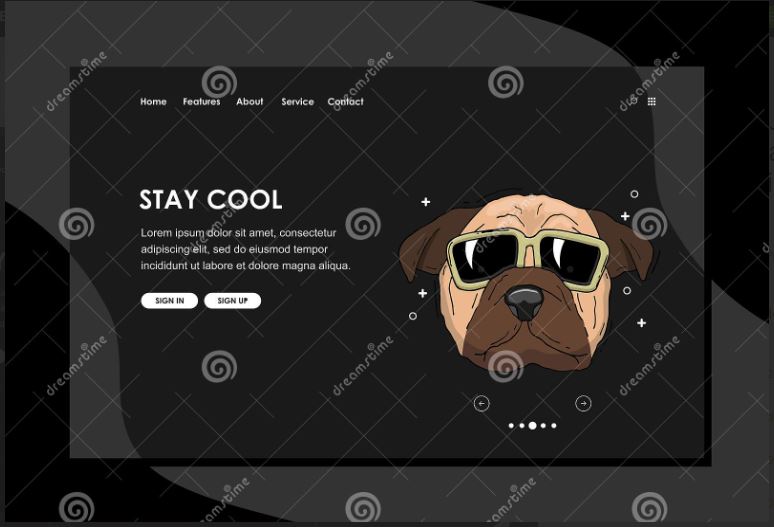 Home Features About Service Contact
STAY COOL
Lorem ipsum dolor sit amet, consectetur
adipiscing elit, sed do eiusmod tempor
incididunt ut labore et dolore magna aliqua.
SIGN IN SIGN UP
dreamstime
dreamstime
dreamstime
dreamstime
dreamstime
dreamstime
dreamstime
dreamstime